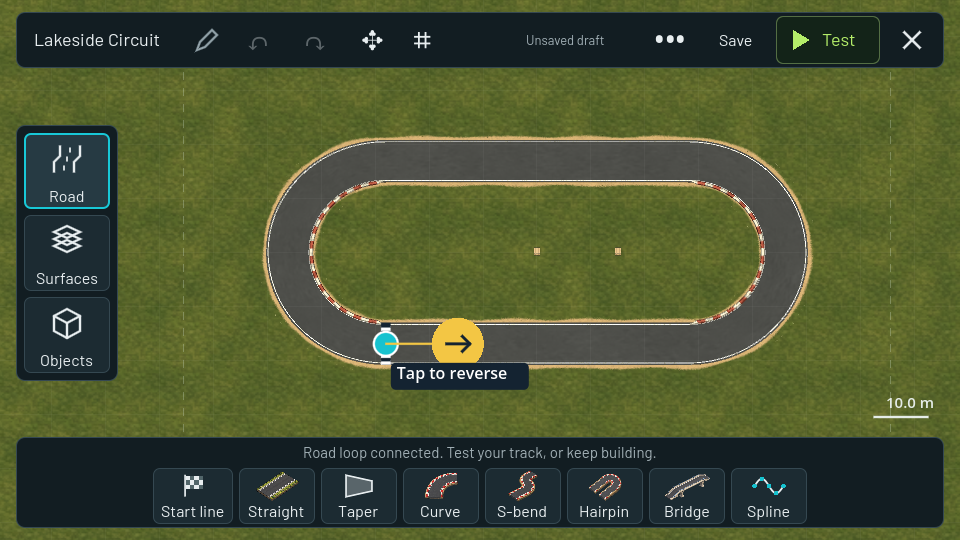 Lakeside Circuit
Unsaved draft
Save
Test
Road
Surfaces
Objects
Tap to reverse
10.0 m
Road loop connected. Test your track, or keep building.
Start line
Straight
Taper
Curve
S-bend
Hairpin
Bridge
Spline